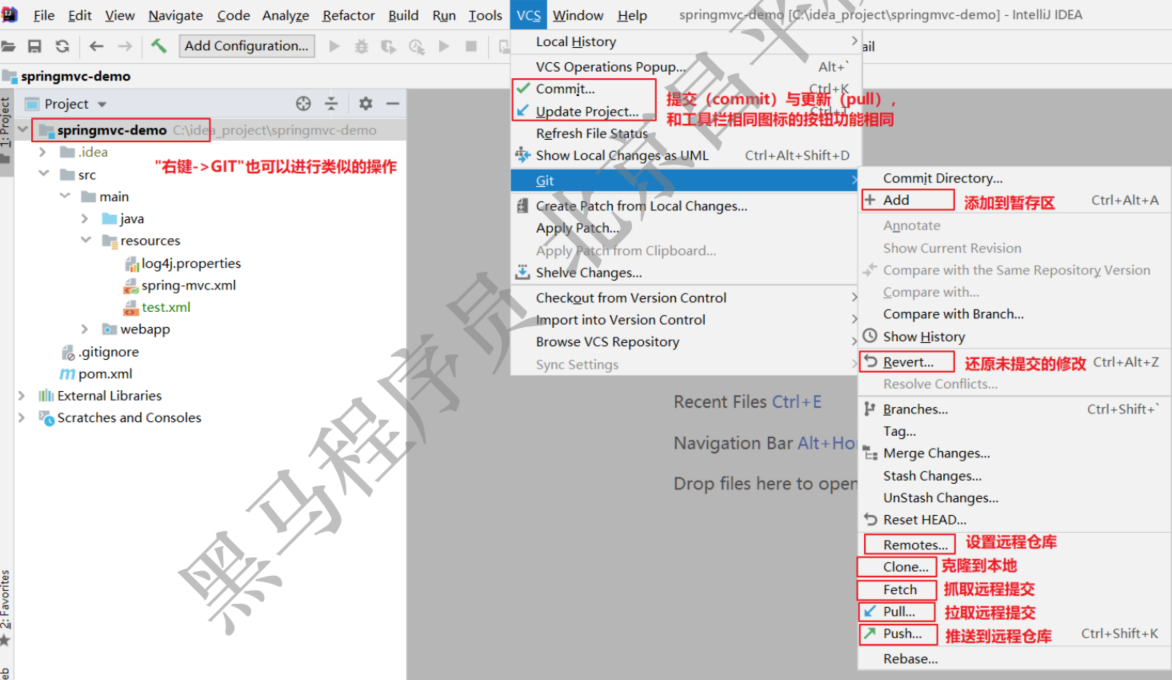 File Edit View Navigate Code Analyze Refactor Build Run Tools VCS Window Help springmvc-demo [C:\idea_project\springmvc-demo] - IntelliJ IDEA
Add Configuration...
springmvc-demo
1: Project
Project
springmvc-demo C:\idea_project\springmvc-demo
.idea
"右键->GIT"也可以进行类似的操作
src
main
java
resources
log4j.properties
spring-mvc.xml
test.xml
webapp
.gitignore
pom.xml
External Libraries
Scratches and Consoles
2: Favorites
Local History
VCS Operations Popup... Alt+`
Commit... Ctrl+K
Update Project...
提交（commit）与更新（pull），
和工具栏相同图标的按钮功能相同
Refresh File Status
Show Local Changes as UML Ctrl+Alt+Shift+D
Git
Create Patch from Local Changes...
Apply Patch...
Apply Patch from Clipboard...
Shelve Changes...
Checkout from Version Control
Import into Version Control
Browse VCS Repository
Sync Settings
Recent Files Ctrl+E
Navigation Bar
Drop files here to open
Commit Directory...
Add 添加到暂存区 Ctrl+Alt+A
Annotate
Show Current Revision
Compare with the Same Repository Version
Compare with...
Compare with Branch...
Show History
Revert... 还原未提交的修改 Ctrl+Alt+Z
Resolve Conflicts...
Branches... Ctrl+Shift+`
Tag...
Merge Changes...
Stash Changes...
UnStash Changes...
Reset HEAD...
Remotes... 设置远程仓库
Clone... 克隆到本地
Fetch 抓取远程提交
Pull... 拉取远程提交
Push... 推送到远程仓库 Ctrl+Shift+K
Rebase...
黑马程序员 北京昌平